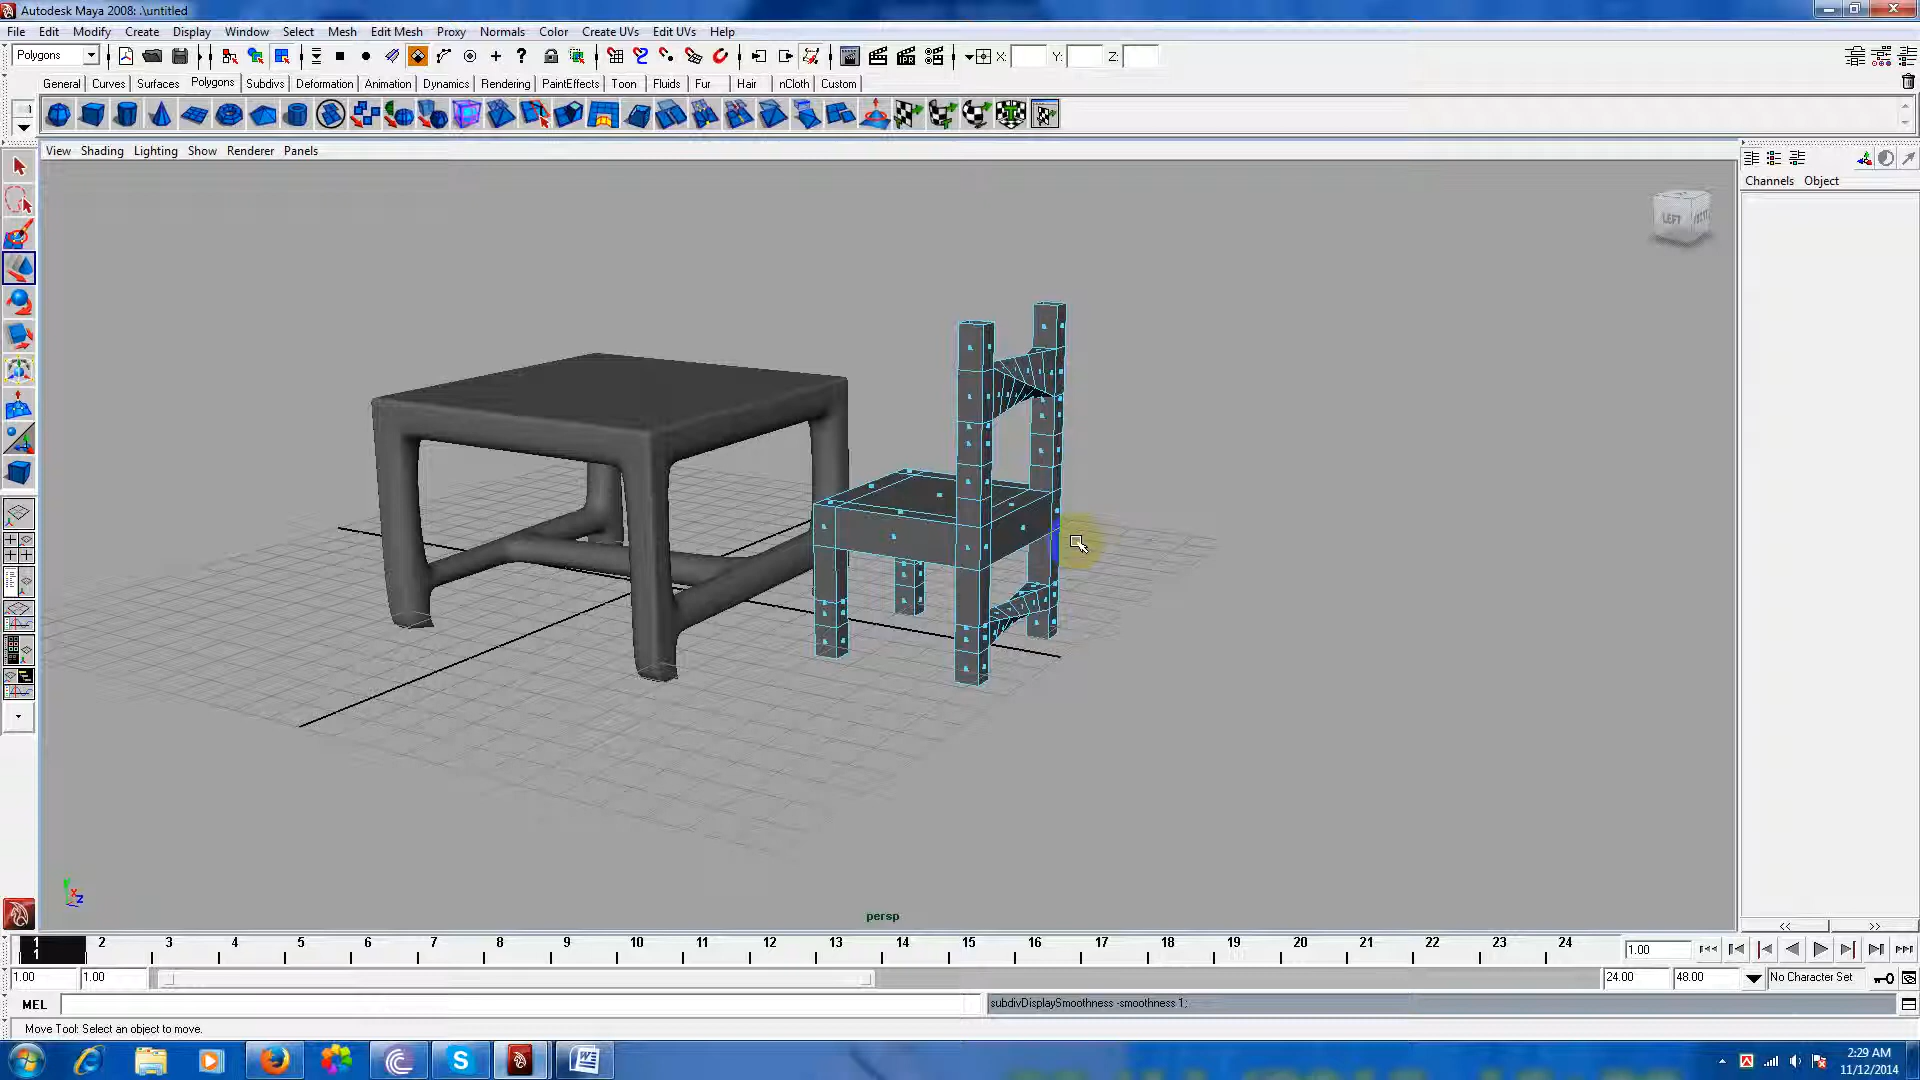 Autodesk Maya 2008: .\untitled
File Edit Modify Create Display Window Select Mesh Edit Mesh Proxy Normals Color Create UVs Edit UVs Help
Polygons X: Y: Z:
General Curves Surfaces Polygons Subdivs Deformation Animation Dynamics Rendering PaintEffects Toon Fluids Fur Hair nCloth Custom
View Shading Lighting Show Renderer Panels
Channels Object
LEFT
persp
1 2 3 4 5 6 7 8 9 10 11 12 13 14 15 16 17 18 19 20 21 22 23 24 1.00
1
1.00 1.00 24.00 48.00 No Character Set
MEL subdivDisplaySmoothness -smoothness 1;
Move Tool: Select an object to move.
2:29 AM
11/12/2014